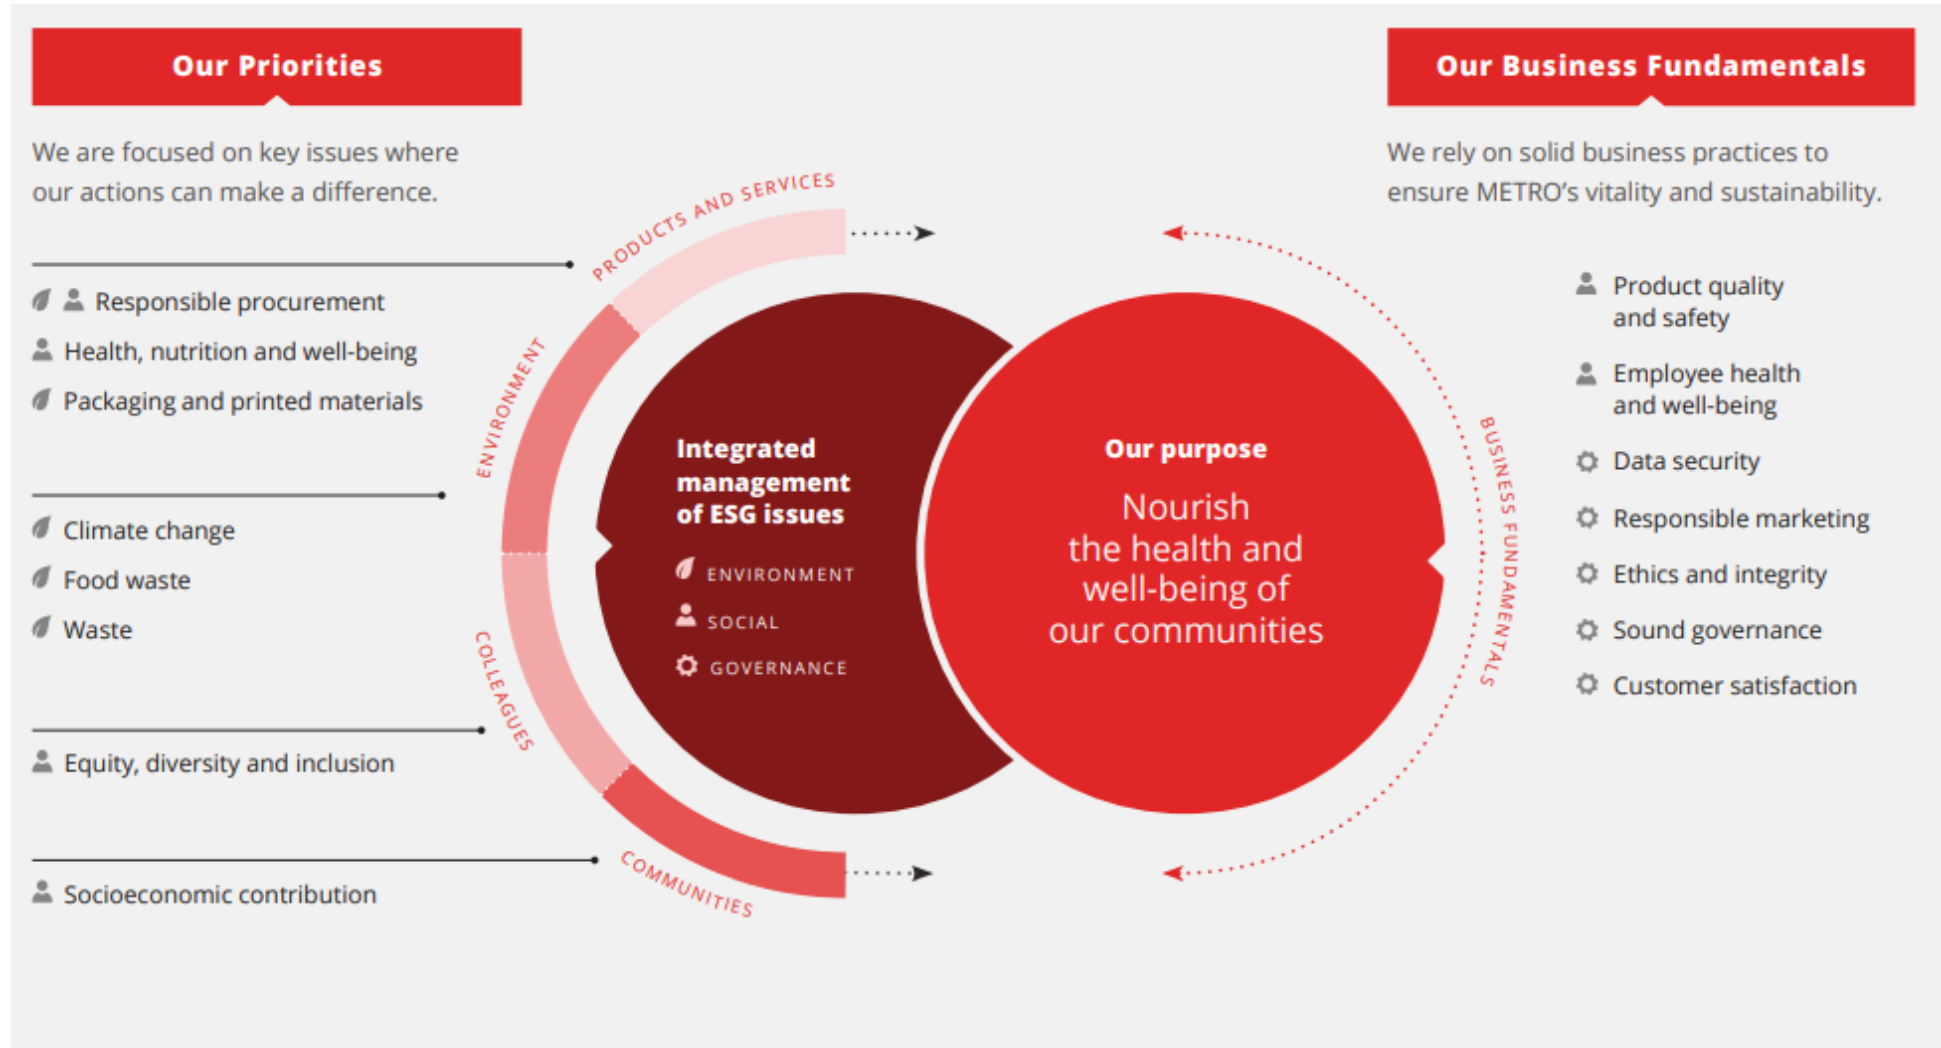 Our Priorities
We are focused on key issues where
our actions can make a difference.
Responsible procurement
Health, nutrition and well-being
Packaging and printed materials
Climate change
Food waste
Waste
Equity, diversity and inclusion
Socioeconomic contribution
PRODUCTS AND SERVICES
ENVIRONMENT
COLLEAGUES
COMMUNITIES
Integrated
management
of ESG issues
ENVIRONMENT
SOCIAL
GOVERNANCE
Our purpose
Nourish
the health and
well-being of
our communities
BUSINESS FUNDAMENTALS
Our Business Fundamentals
We rely on solid business practices to
ensure METRO’s vitality and sustainability.
Product quality
and safety
Employee health
and well-being
Data security
Responsible marketing
Ethics and integrity
Sound governance
Customer satisfaction